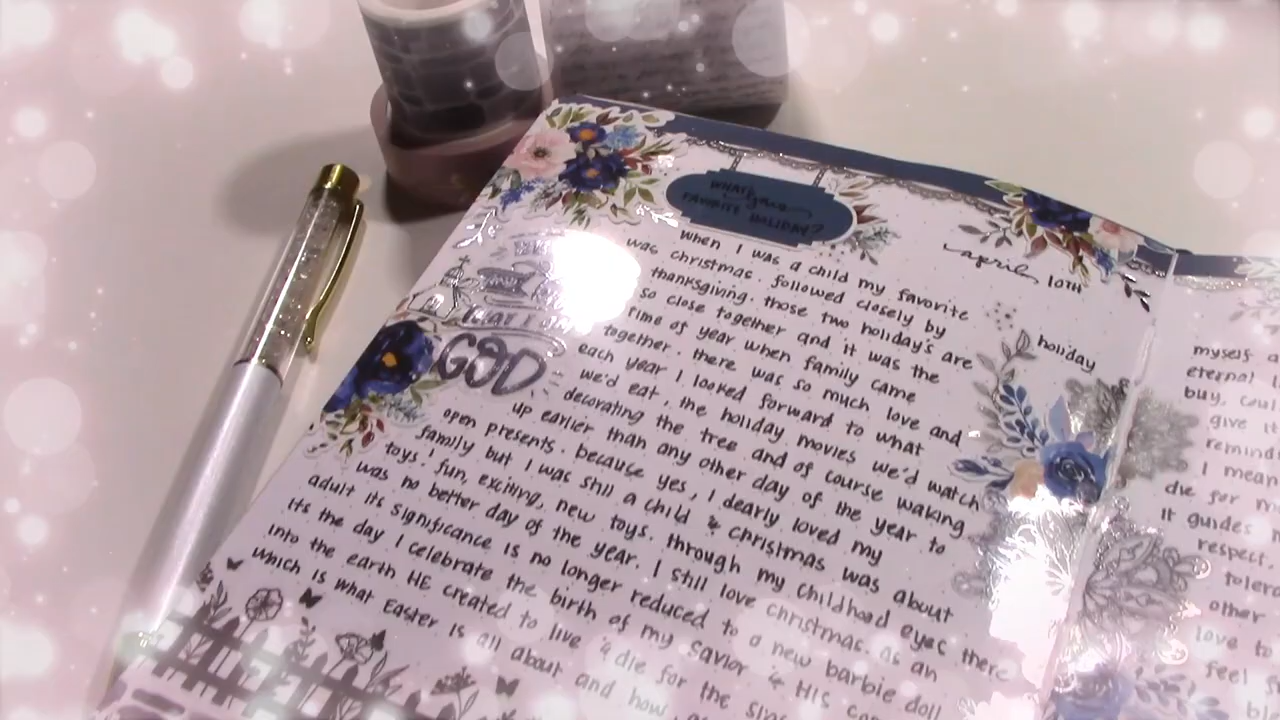 WHAT'S your
FAVORITE HOLIDAY?
april 10TH
when I was a child my favorite holiday
was christmas. followed closely by
thanksgiving. those two holiday's are
so close together and it was the
time of year when family came
together. there was so much love and
each year I looked forward to what
we'd eat, the holiday movies we'd watch
decorating the tree and of course waking
up earlier than any other day of the year to
open presents. because yes, I dearly loved my
family but I was still a child & christmas was about
toys! fun, exciting, new toys. through my childhood eyes there
was no better day of the year. I still love christmas. as an
adult its significance is no longer reduced to a new barbie doll
its the day I celebrate the birth of my savior & HIS
into the earth HE created to live & die for the
which is what Easter is all about and how
THAT I AM
GOD
myself
eternal
buy,
give it
reminds
I mean
die for
it guides
respect,
other
love to
feel